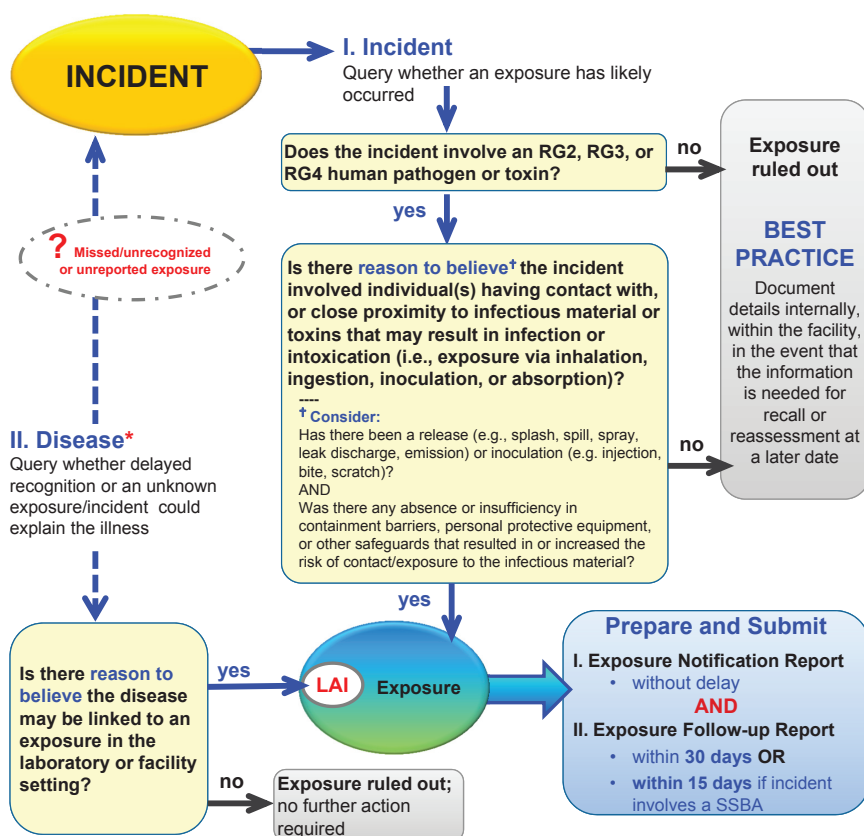 INCIDENT
I. Incident
Query whether an exposure has likely
occurred
Does the incident involve an RG2, RG3, or
RG4 human pathogen or toxin?
no
yes
Exposure
ruled out
BEST
PRACTICE
Document
details internally,
within the facility,
in the event that
the information
is needed for
recall or
reassessment at
a later date
? Missed/unrecognized
or unreported exposure
Is there reason to believe† the incident
involved individual(s) having contact with,
or close proximity to infectious material or
toxins that may result in infection or
intoxication (i.e., exposure via inhalation,
ingestion, inoculation, or absorption)?
----
† Consider:
Has there been a release (e.g., splash, spill, spray,
leak discharge, emission) or inoculation (e.g. injection,
bite, scratch)?
AND
Was there any absence or insufficiency in
containment barriers, personal protective equipment,
or other safeguards that resulted in or increased the
risk of contact/exposure to the infectious material?
no
yes
II. Disease*
Query whether delayed
recognition or an unknown
exposure/incident could
explain the illness
Is there reason to
believe the disease
may be linked to an
exposure in the
laboratory or facility
setting?
yes
no
LAI
Exposure
Exposure ruled out;
no further action
required
Prepare and Submit
I. Exposure Notification Report
• without delay
AND
II. Exposure Follow-up Report
• within 30 days OR
• within 15 days if incident
involves a SSBA